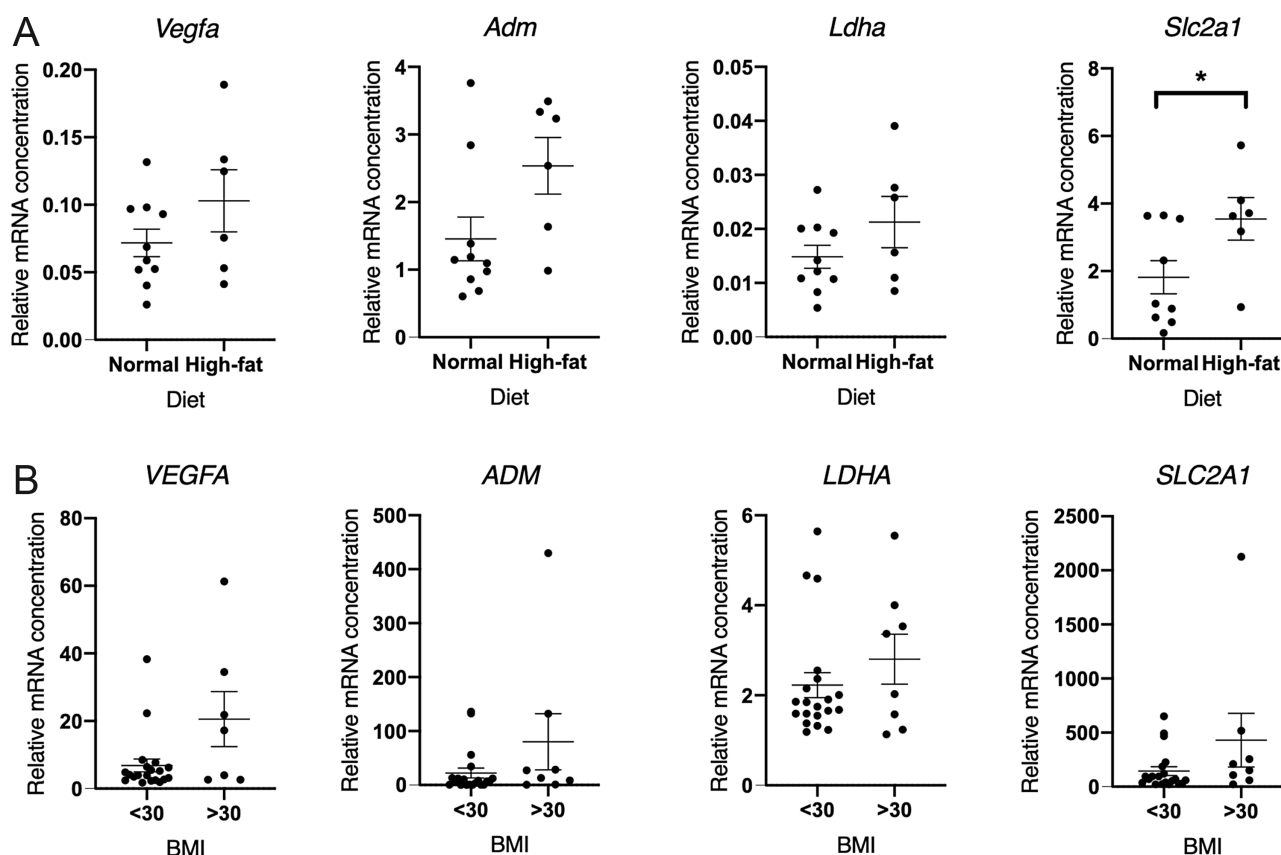 A
Vegfa
Relative mRNA concentration
0.20
0.15
0.10
0.05
0.00
Normal High-fat
Diet
Adm
Relative mRNA concentration
4
3
2
1
0
Normal High-fat
Diet
Ldha
Relative mRNA concentration
0.05
0.04
0.03
0.02
0.01
0.00
Normal High-fat
Diet
Slc2a1
Relative mRNA concentration
8
6
4
2
0
*
Normal High-fat
Diet
B
VEGFA
Relative mRNA concentration
80
60
40
20
0
<30 >30
BMI
ADM
Relative mRNA concentration
500
400
300
200
100
0
<30 >30
BMI
LDHA
Relative mRNA concentration
6
4
2
0
<30 >30
BMI
SLC2A1
Relative mRNA concentration
2500
2000
1500
1000
500
0
<30 >30
BMI